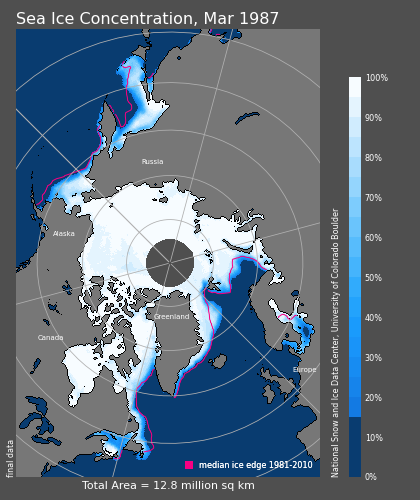 Sea Ice Concentration, Mar 1987
Russia
Alaska
Greenland
Canada
Europe
median ice edge 1981-2010
final data
Total Area = 12.8 million sq km
National Snow and Ice Data Center, University of Colorado Boulder
100%
90%
80%
70%
60%
50%
40%
30%
20%
10%
0%